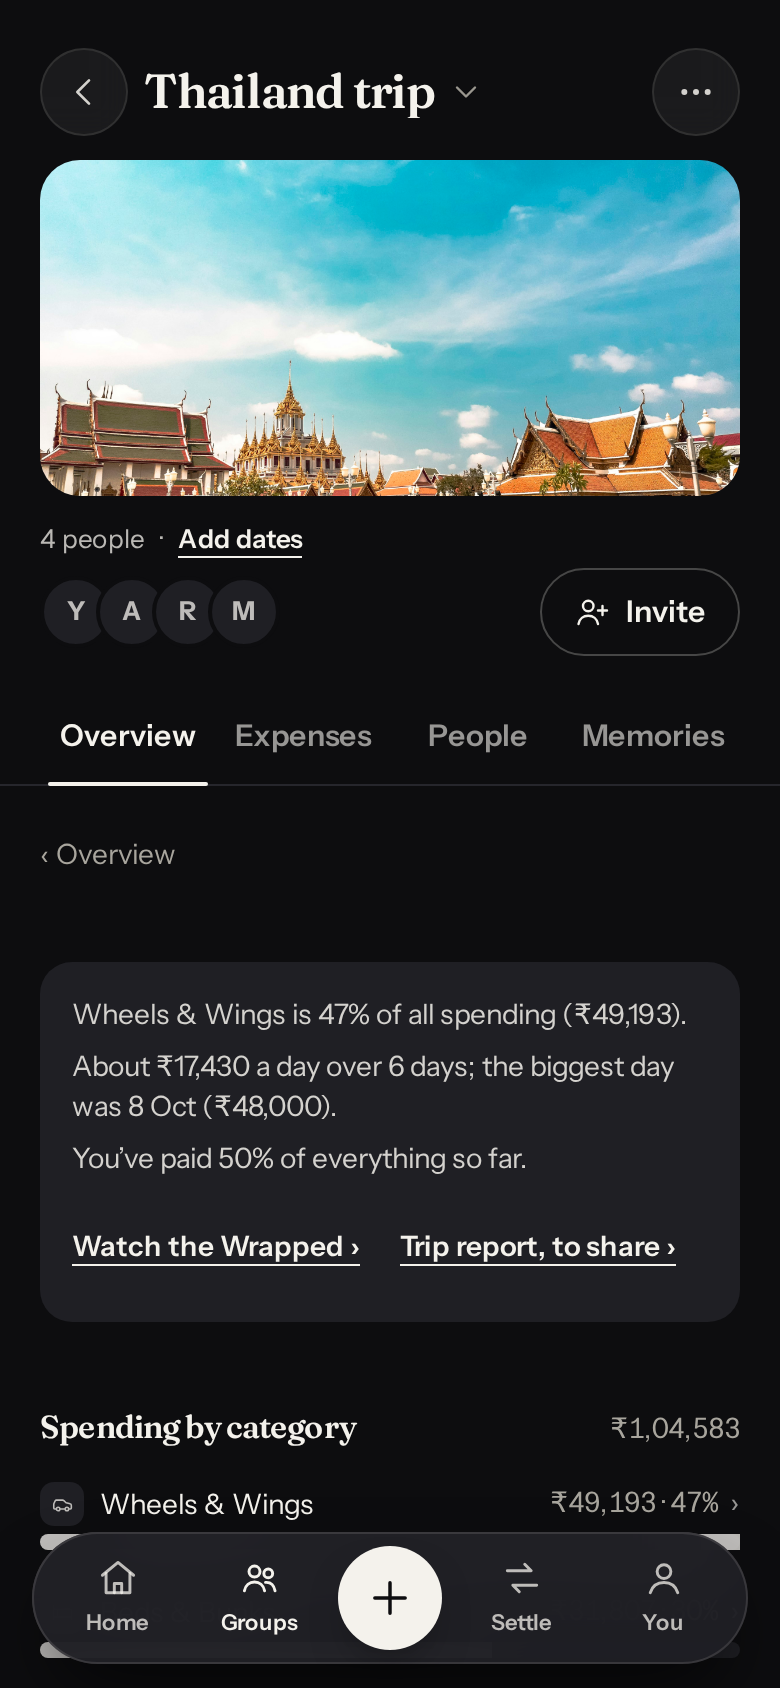 Thailand trip
4 people · Add dates
Y A R M
Invite
Overview Expenses People Memories
‹ Overview
Wheels & Wings is 47% of all spending (₹49,193).
About ₹17,430 a day over 6 days; the biggest day
was 8 Oct (₹48,000).
You’ve paid 50% of everything so far.
Watch the Wrapped › Trip report, to share ›
Spending by category ₹1,04,583
Wheels & Wings ₹49,193·47% ›
Home Groups Settle You